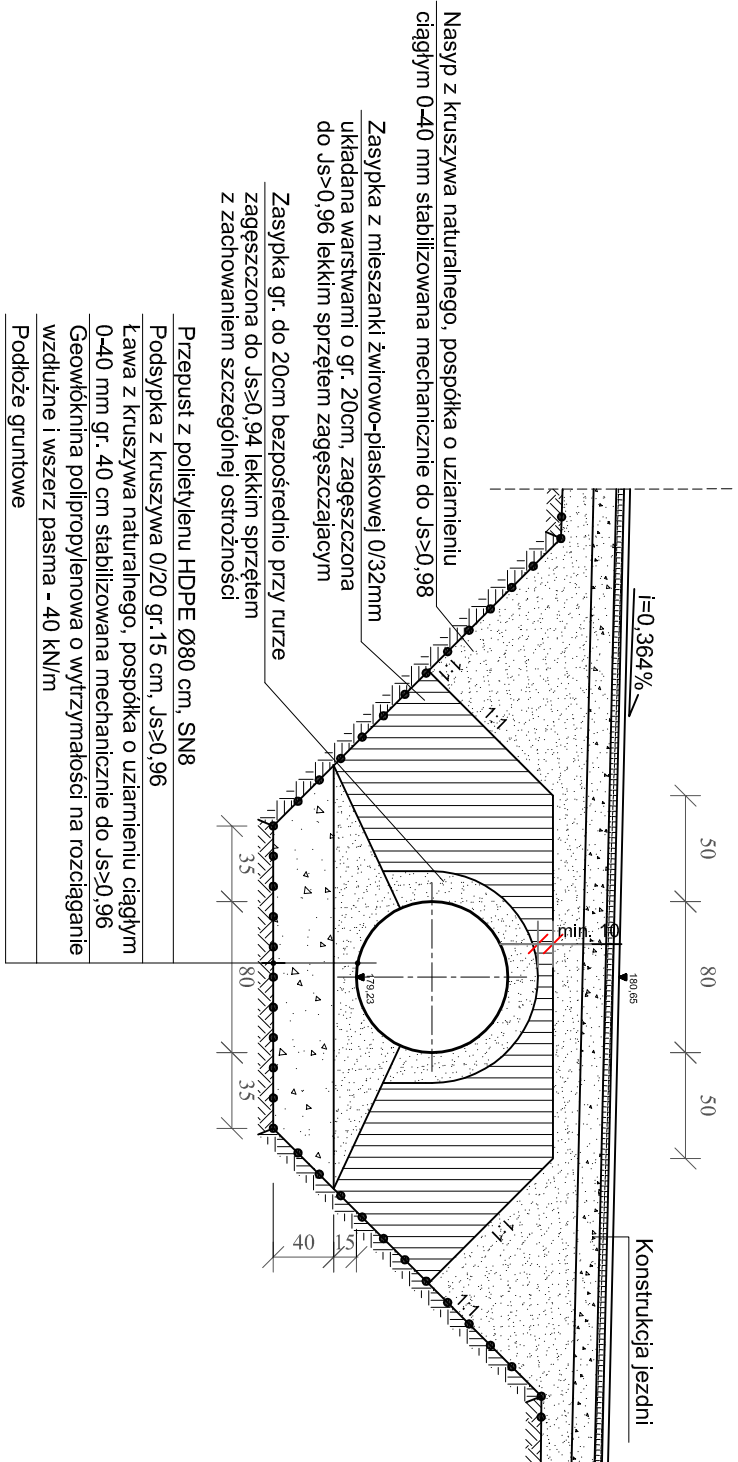 Nasyp z kruszywa naturalnego, pospółka o uziarnieniu
ciągłym 0-40 mm stabilizowana mechanicznie do Js>0,98
Zasypka z mieszanki żwirowo-piaskowej 0/32mm
układana warstwami o gr. 20cm, zagęszczona
do Js>0,96 lekkim sprzętem zagęszczajacym
Zasypka gr. do 20cm bezpośrednio przy rurze
zagęszczona do Js≥0,94 lekkim sprzętem
z zachowaniem szczególnej ostrożności
Przepust z polietylenu HDPE Ø80 cm, SN8
Podsypka z kruszywa 0/20 gr.15 cm, Js≥0,96
Ława z kruszywa naturalnego, pospółka o uziarnieniu ciągłym
0-40 mm gr. 40 cm stabilizowana mechanicznie do Js>0,96
Geowłóknina polipropylenowa o wytrzymałości na rozciąganie
wzdłużne i wszerz pasma - 40 kN/m
Podłoże gruntowe
i=0,364%
Konstrukcja jezdni
50
80
50
180,65
min. 10
1:1
1:1
1:1
1:1
179,23
35
80
35
40
15